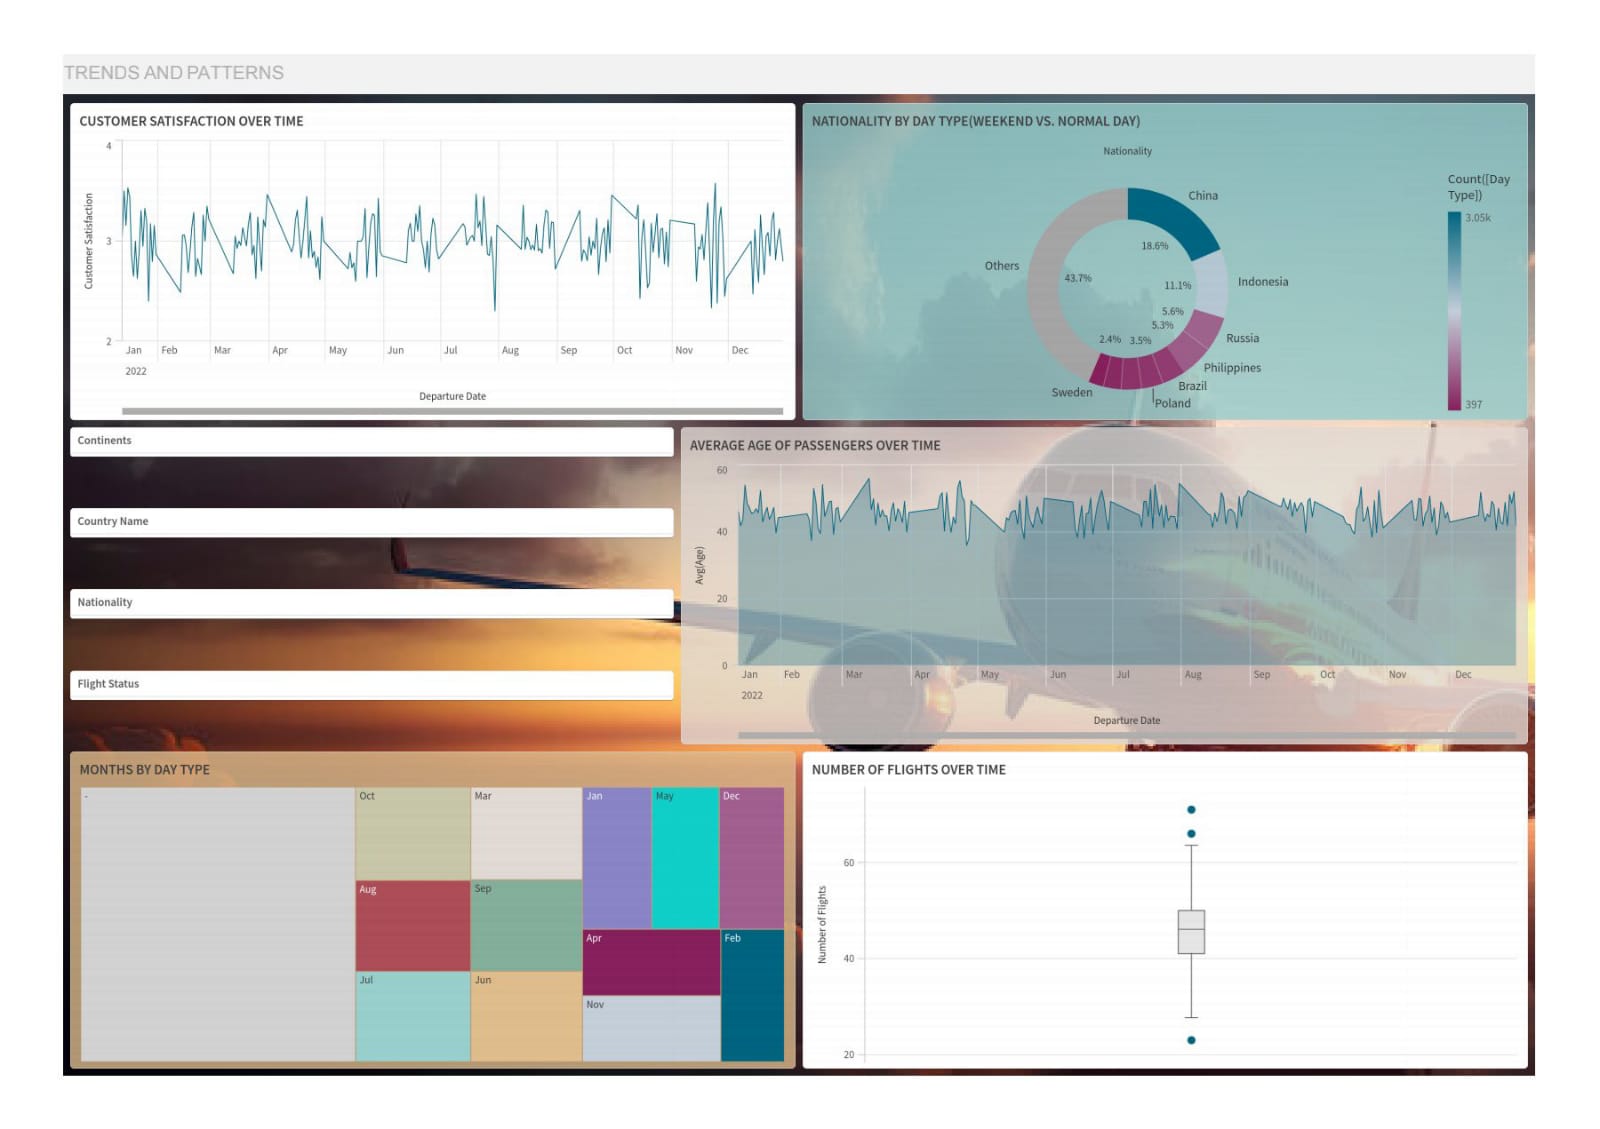 TRENDS AND PATTERNS
CUSTOMER SATISFACTION OVER TIME
4
3
2
Customer Satisfaction
Jan Feb Mar Apr May Jun Jul Aug Sep Oct Nov Dec
2022
Departure Date
NATIONALITY BY DAY TYPE(WEEKEND VS. NORMAL DAY)
Nationality
China
18.6%
Others
43.7%
Indonesia
11.1%
5.6%
5.3%
2.4% 3.5%
Russia
Philippines
Brazil
Poland
Sweden
Count([Day
Type])
3.05k
397
Continents
Country Name
Nationality
Flight Status
AVERAGE AGE OF PASSENGERS OVER TIME
60
40
20
0
Avg(Age)
Jan Feb Mar Apr May Jun Jul Aug Sep Oct Nov Dec
2022
Departure Date
MONTHS BY DAY TYPE
-
Oct Mar Jan May Dec
Aug Sep
Apr Feb
Jul Jun
Nov
NUMBER OF FLIGHTS OVER TIME
60
40
20
Number of Flights